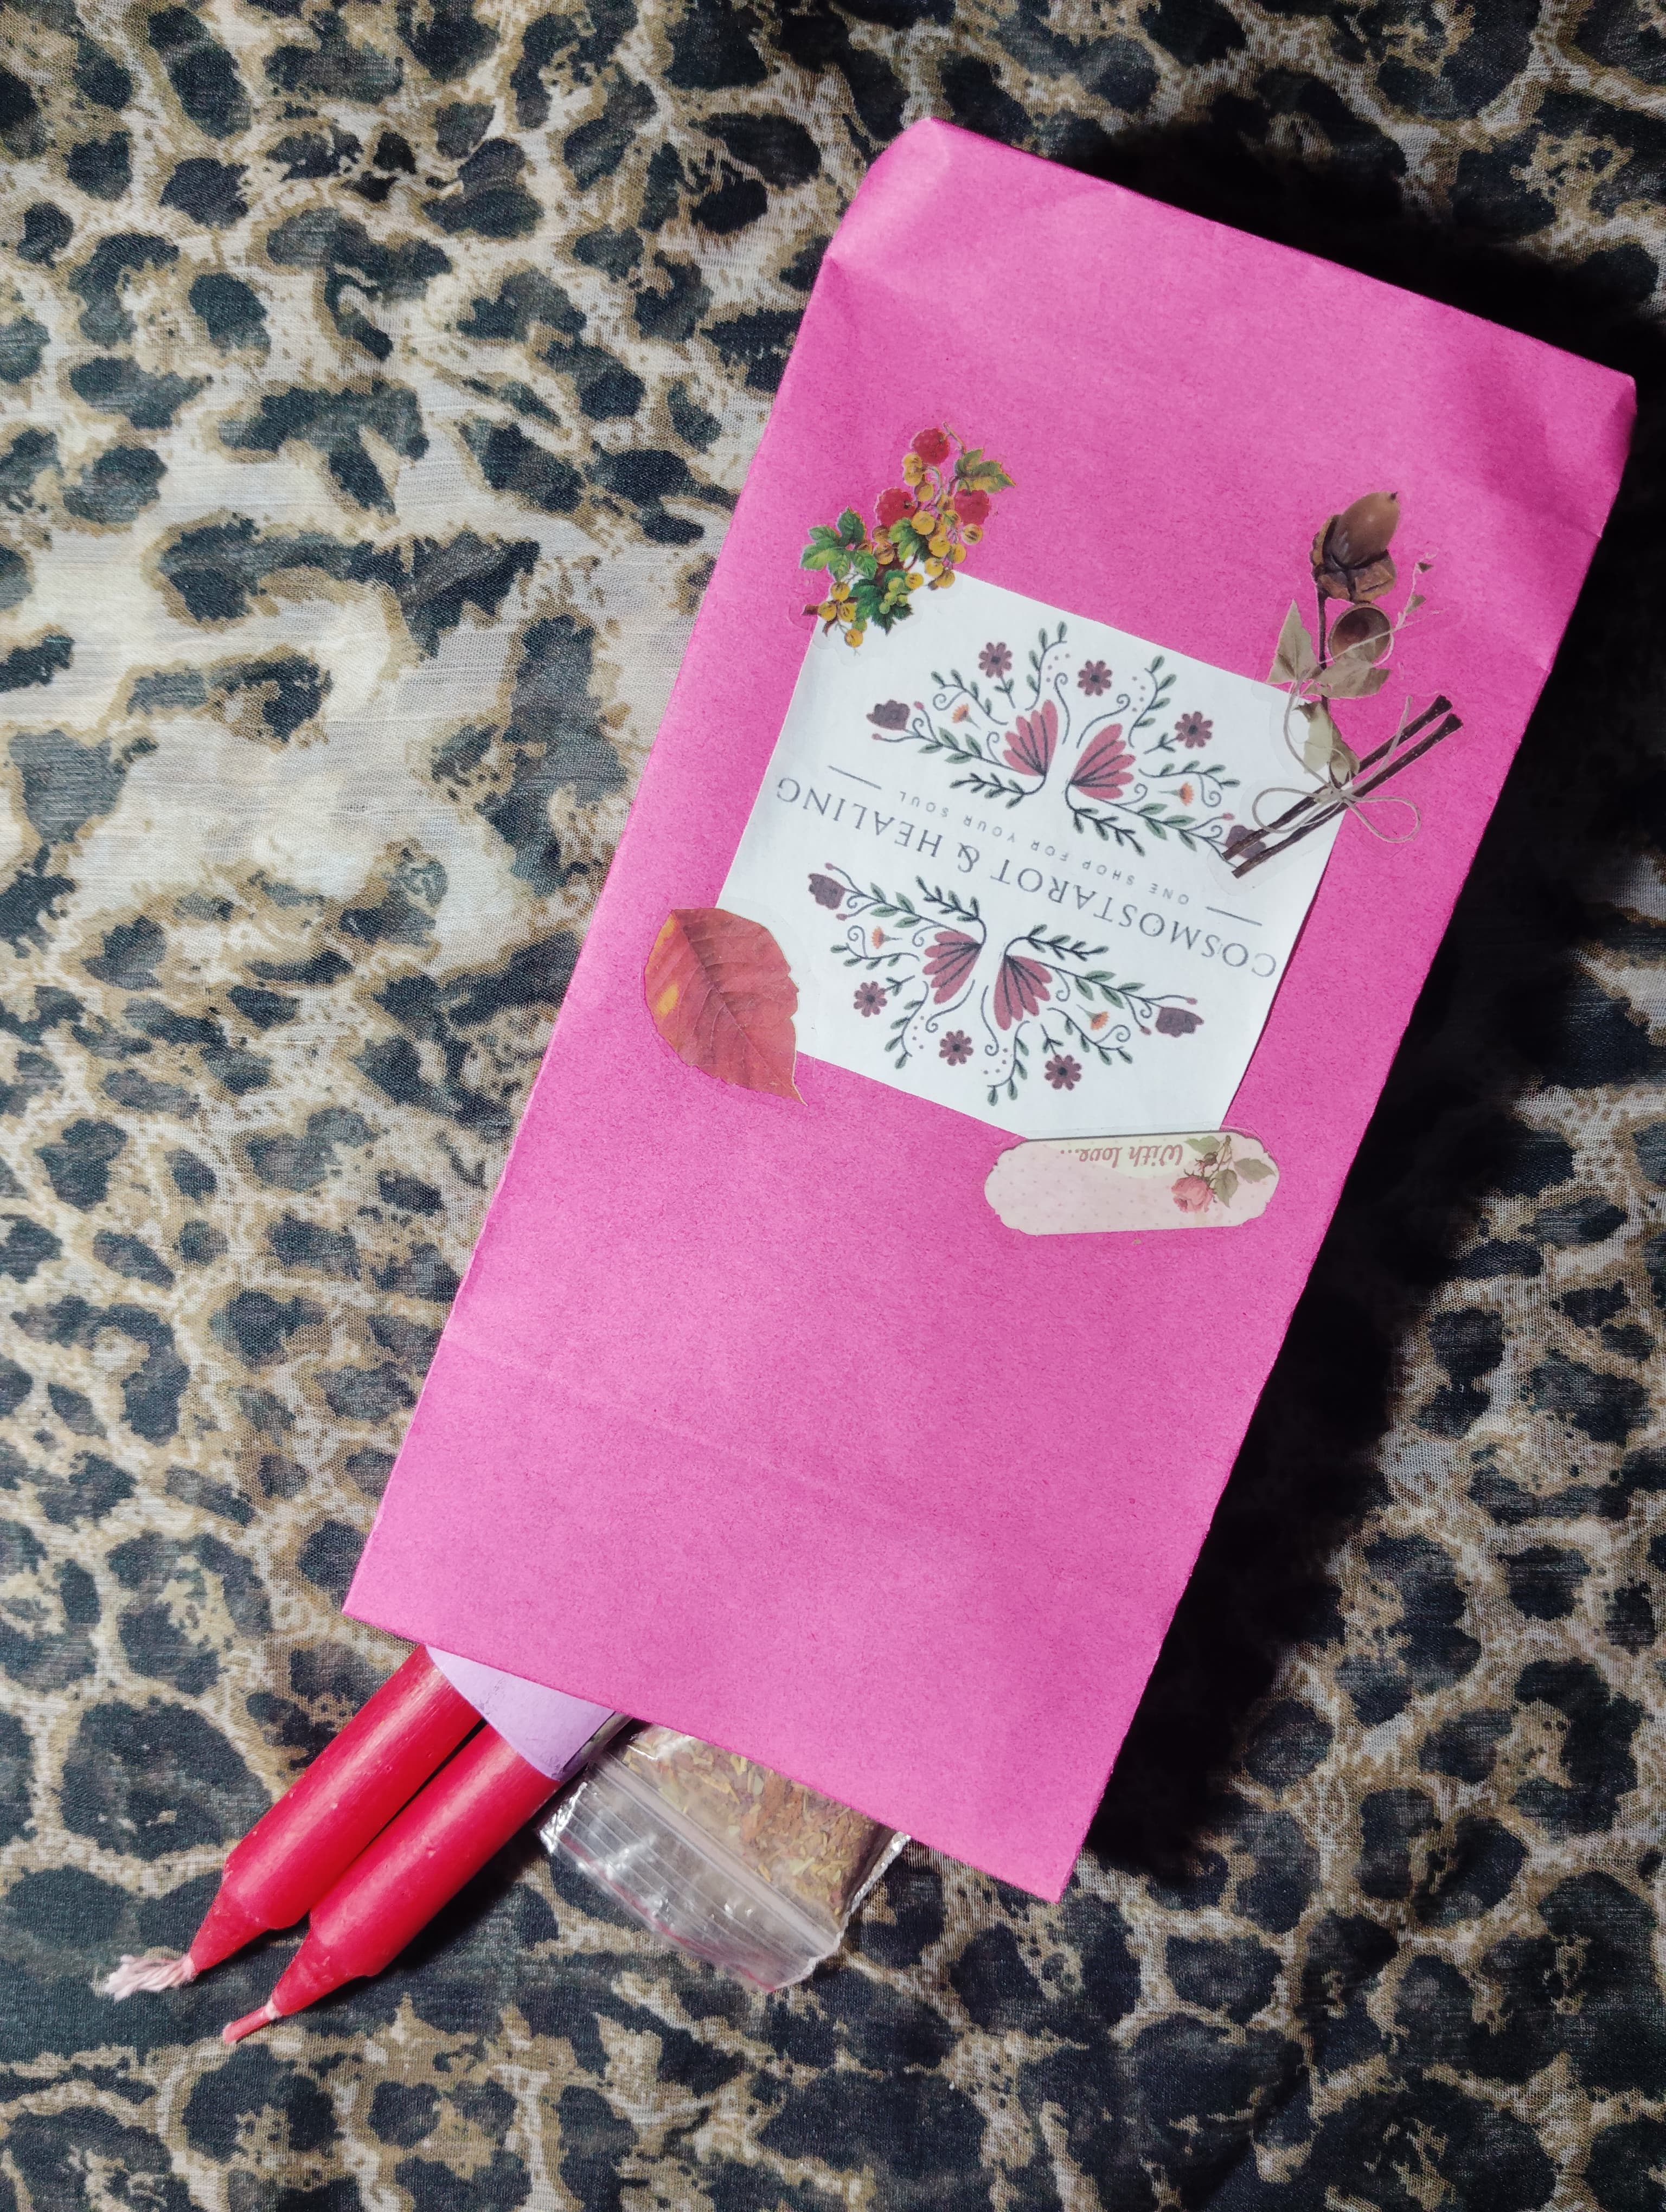 With love...
COSMOSTAROT & HEALING
ONE SHOP FOR YOUR SOUL